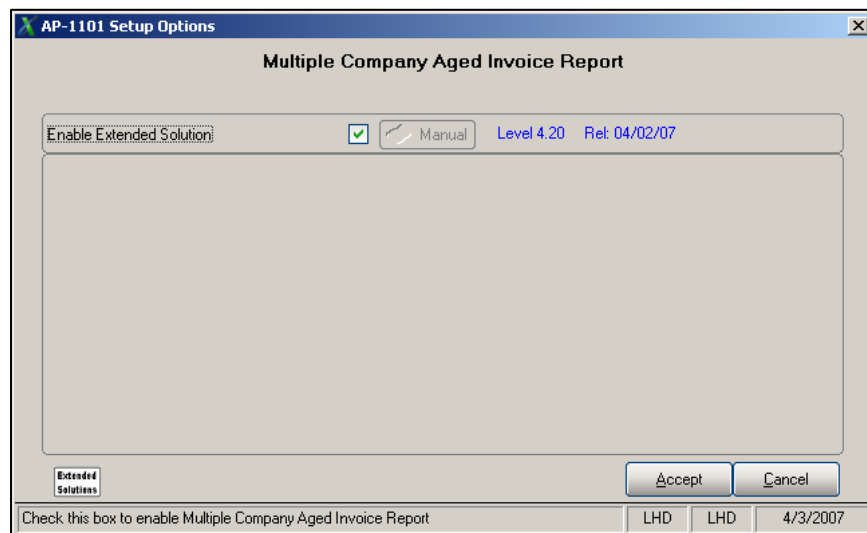 AP-1101 Setup Options
Multiple Company Aged Invoice Report
Enable Extended Solution Manual Level 4.20 Rel: 04/02/07
Extended
Solutions
Accept Cancel
Check this box to enable Multiple Company Aged Invoice Report LHD LHD 4/3/2007